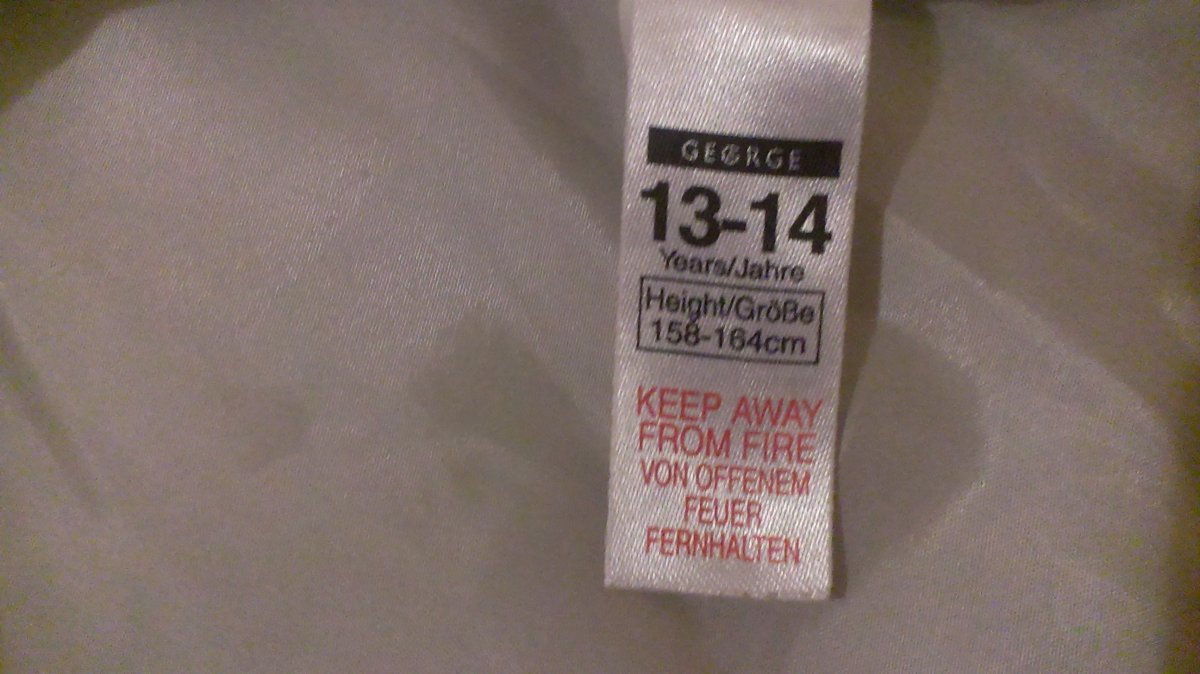 GEORGE
13-14
Years/Jahre
Height/Größe
158-164cm
KEEP AWAY
FROM FIRE
VON OFFENEM
FEUER
FERNHALTEN